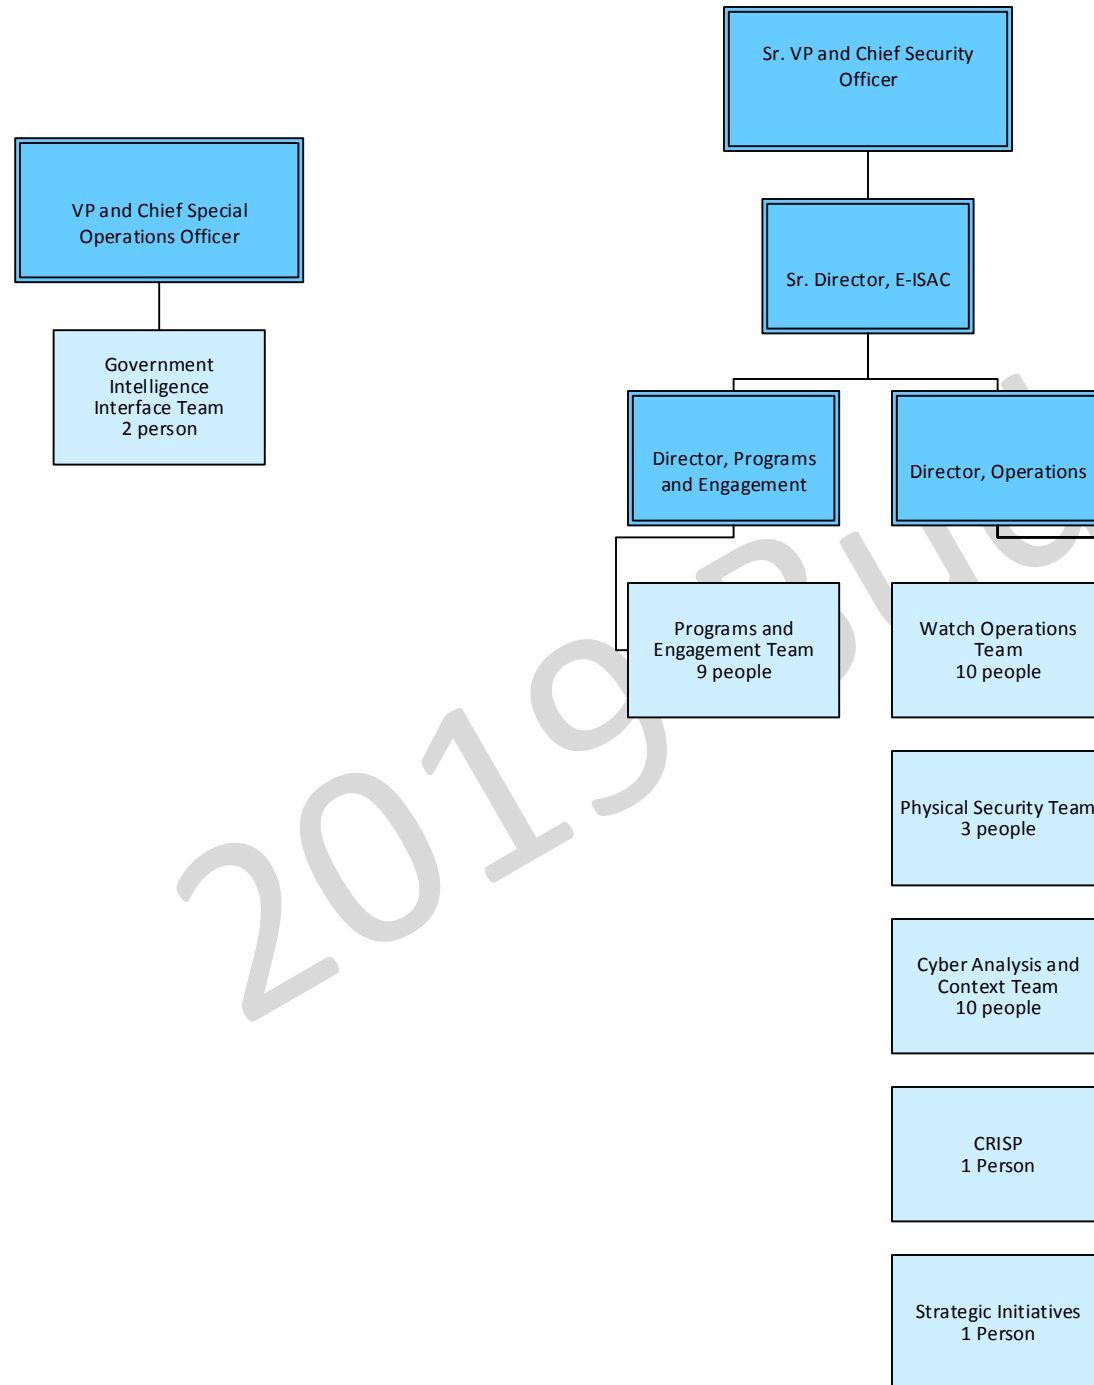 Sr. VP and Chief Security
Officer
VP and Chief Special
Operations Officer
Sr. Director, E-ISAC
Government
Intelligence
Interface Team
2 person
Director, Programs
and Engagement
Director, Operations
Programs and
Engagement Team
9 people
Watch Operations
Team
10 people
Physical Security Team
3 people
Cyber Analysis and
Context Team
10 people
CRISP
1 Person
Strategic Initiatives
1 Person
2019